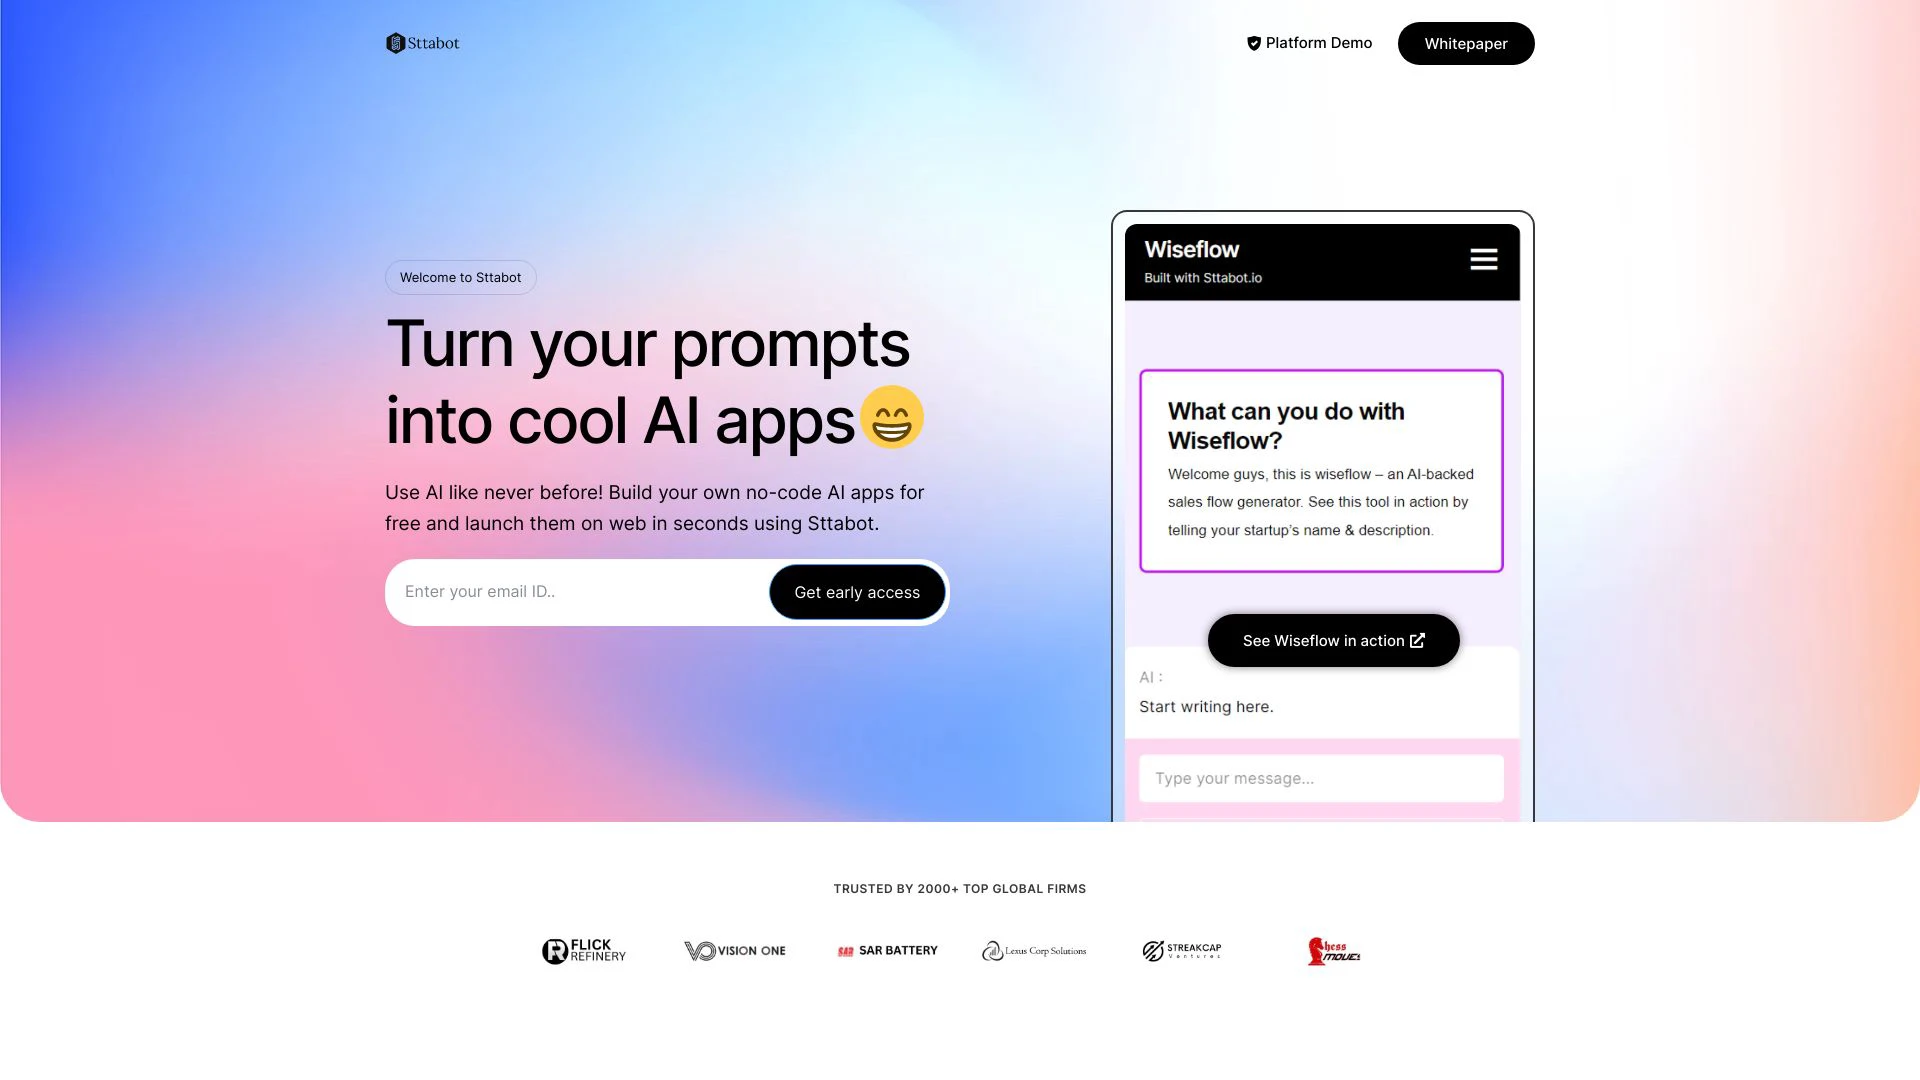 Sttabot
Platform Demo
Whitepaper
Welcome to Sttabot
Turn your prompts
into cool AI apps😁
Use AI like never before! Build your own no-code AI apps for
free and launch them on web in seconds using Sttabot.
Enter your email ID..
Get early access
Wiseflow
Built with Sttabot.io
What can you do with
Wiseflow?
Welcome guys, this is wiseflow – an AI-backed
sales flow generator. See this tool in action by
telling your startup's name & description.
See Wiseflow in action
AI :
Start writing here.
Type your message...
TRUSTED BY 2000+ TOP GLOBAL FIRMS
FLICK
REFINERY
VISION ONE
SAR SAR BATTERY
Lexus Corp Solutions
STREAKCAP
Ventures
Chess
MOVES